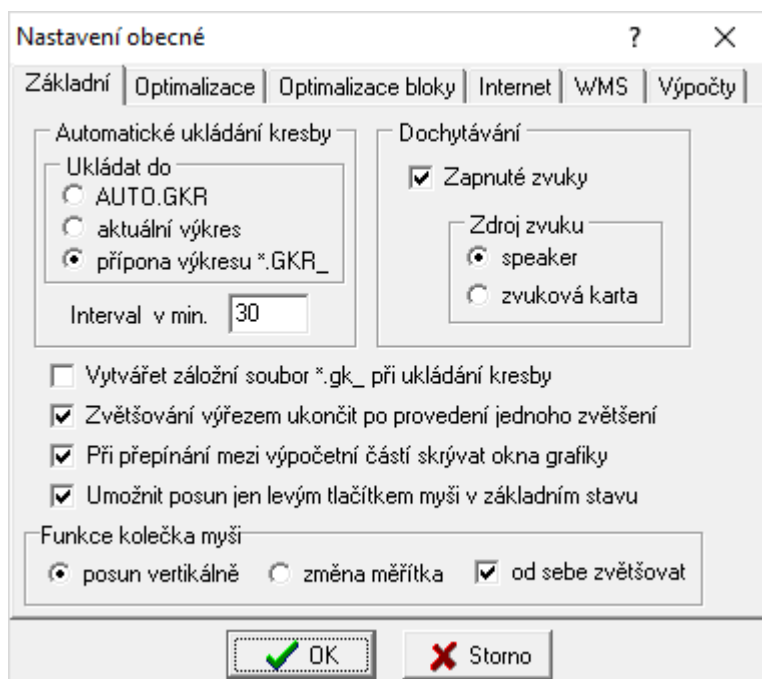 Nastavení obecné ?
Základní Optimalizace Optimalizace bloky Internet WMS Výpočty
Automatické ukládání kresby
Ukládat do
AUTO.GKR
aktuální výkres
přípona výkresu *.GKR_
Interval v min. 30
Dochytávání
Zapnuté zvuky
Zdroj zvuku
speaker
zvuková karta
Vytvářet záložní soubor *.gk_ při ukládání kresby
Zvětšování výřezem ukončit po provedení jednoho zvětšení
Při přepínání mezi výpočetní částí skrývat okna grafiky
Umožnit posun jen levým tlačítkem myši v základním stavu
Funkce kolečka myši
posun vertikálně změna měřítka od sebe zvětšovat
OK Storno